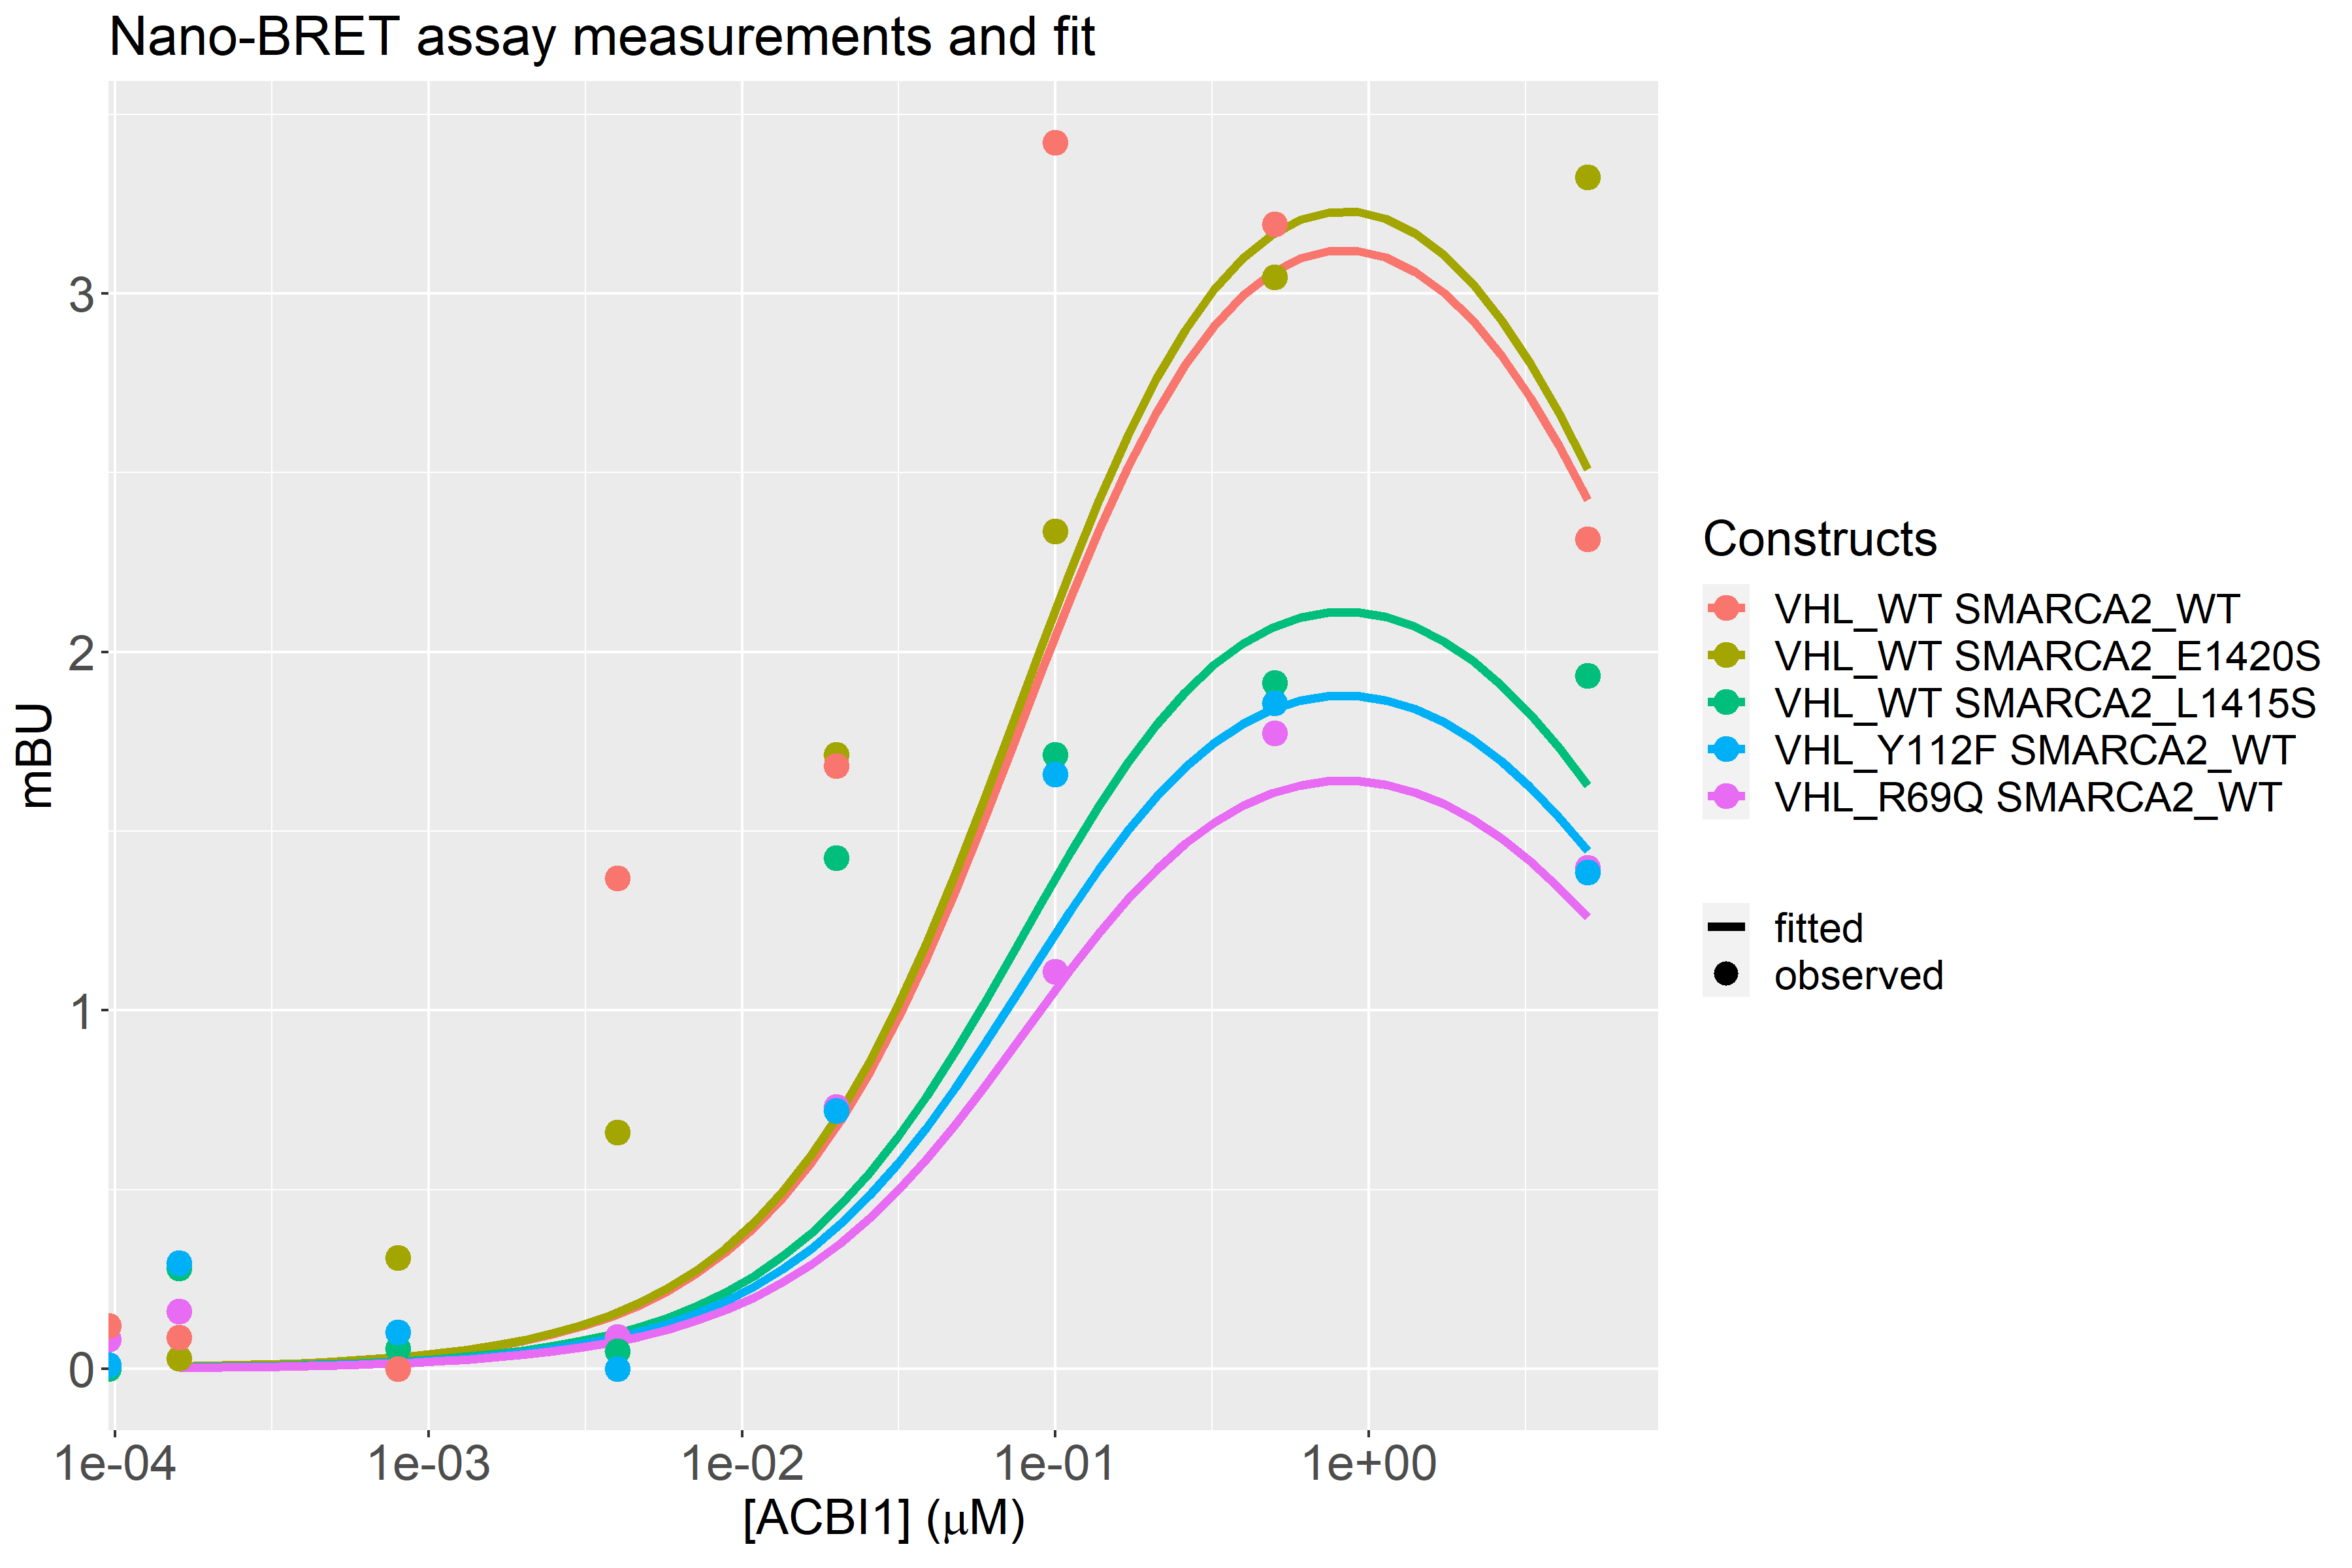 Nano-BRET assay measurements and fit
mBU
3
2
1
0
1e-04 1e-03 1e-02 1e-01 1e+00
[ACBI1] (μM)
Constructs
VHL_WT SMARCA2_WT
VHL_WT SMARCA2_E1420S
VHL_WT SMARCA2_L1415S
VHL_Y112F SMARCA2_WT
VHL_R69Q SMARCA2_WT
fitted
observed